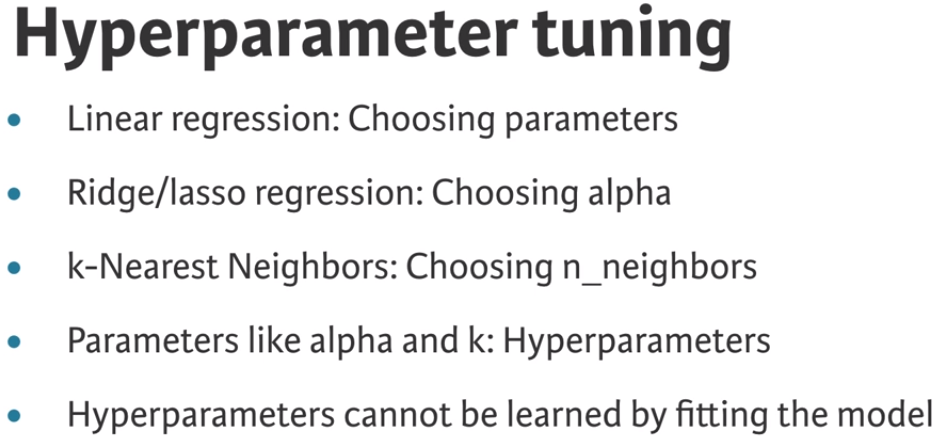 Hyperparameter tuning
• Linear regression: Choosing parameters
• Ridge/lasso regression: Choosing alpha
• k-Nearest Neighbors: Choosing n_neighbors
• Parameters like alpha and k: Hyperparameters
• Hyperparameters cannot be learned by fitting the model